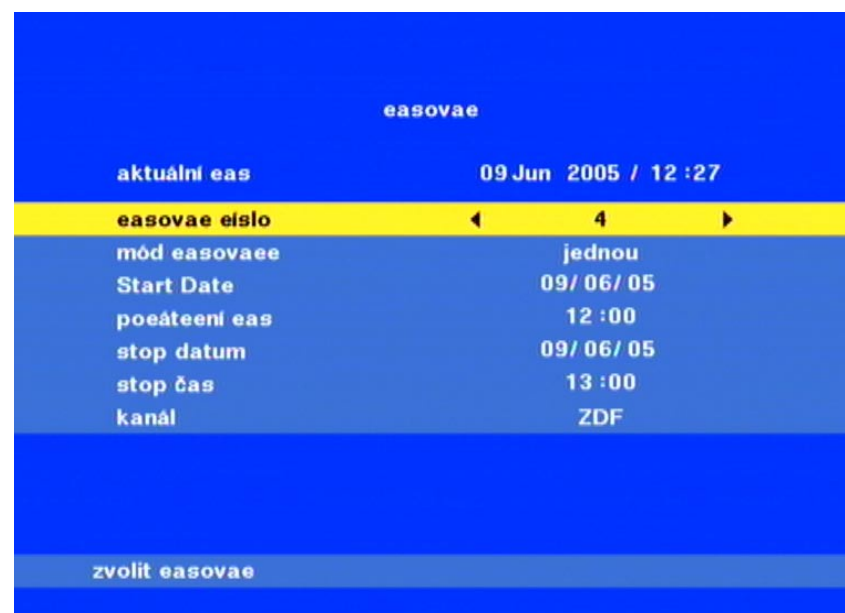 easovae
aktuální eas 09 Jun 2005 / 12:27
easovae eíslo 4
mód easovaee jednou
Start Date 09/06/05
poeáteení eas 12:00
stop datum 09/06/05
stop čas 13:00
kanál ZDF
zvolit easovae